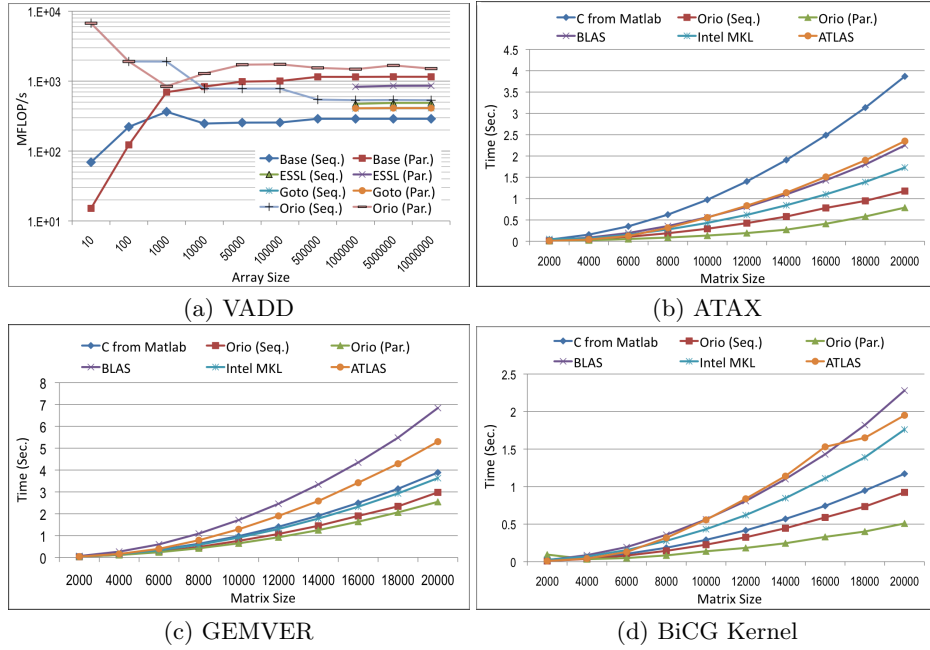 1.E+04
1.E+03
1.E+02
1.E+01
MFLOP/s
Base (Seq.) Base (Par.)
ESSL (Seq.) ESSL (Par.)
Goto (Seq.) Goto (Par.)
Orio (Seq.) Orio (Par.)
10 100 1000 10000 50000 100000 500000 1000000 5000000 1000000
Array Size
(a) VADD
C from Matlab Orio (Seq.) Orio (Par.)
BLAS Intel MKL ATLAS
4.5
4
3.5
3
2.5
2
1.5
1
0.5
0
Time (Sec.)
2000 4000 6000 8000 10000 12000 14000 16000 18000 20000
Matrix Size
(b) ATAX
C from Matlab Orio (Seq.) Orio (Par.)
BLAS Intel MKL ATLAS
8
7
6
5
4
3
2
1
0
Time (Sec.)
2000 4000 6000 8000 10000 12000 14000 16000 18000 20000
Matrix Size
(c) GEMVER
C from Matlab Orio (Seq.) Orio (Par.)
BLAS Intel MKL ATLAS
2.5
2
1.5
1
0.5
0
Time (Sec.)
2000 4000 6000 8000 10000 12000 14000 16000 18000 20000
Matrix Size
(d) BiCG Kernel